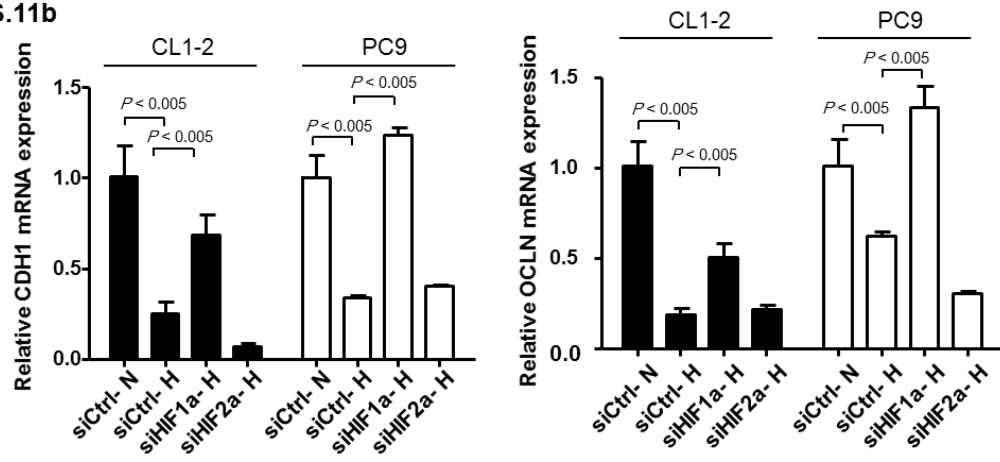 S.11b
CL1-2
PC9
Relative CDH1 mRNA expression
1.5
1.0
0.5
0.0
P < 0.005
P < 0.005
P < 0.005
P < 0.005
siCtrl- N
siCtrl- H
siHIF1a- H
siHIF2a- H
siCtrl- N
siCtrl- H
siHIF1a- H
siHIF2a- H
CL1-2
PC9
Relative OCLN mRNA expression
1.5
1.0
0.5
0.0
P < 0.005
P < 0.005
P < 0.005
P < 0.005
siCtrl- N
siCtrl- H
siHIF1a- H
siHIF2a- H
siCtrl- N
siCtrl- H
siHIF1a- H
siHIF2a- H